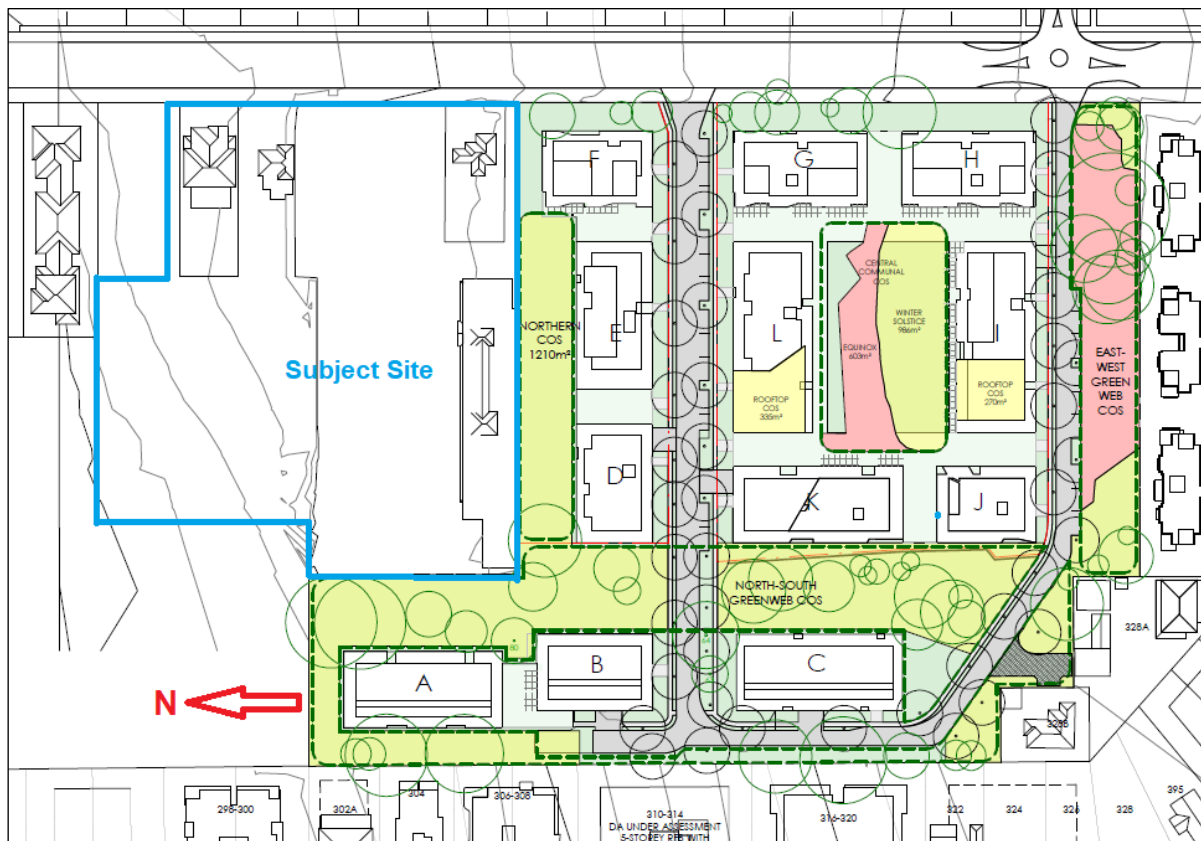 F
G
H
CENTRAL
COMMUNAL
COS
NORTHERN
COS
1210m²
E
L
WINTER
SOLSTICE
986m²
I
EQUINOX
603m²
Subject Site
EAST-
WEST
GREEN
WEB
COS
ROOFTOP
COS
335m²
ROOFTOP
COS
270m²
D
K
J
NORTH-SOUTH
GREENWEB COS
328A
A
B
C
N
328B
298-300
302A
304
306-308
310-314
DA UNDER ASSESSMENT
5-STOREY RFB WITH
316-320
322
324
326
328
395